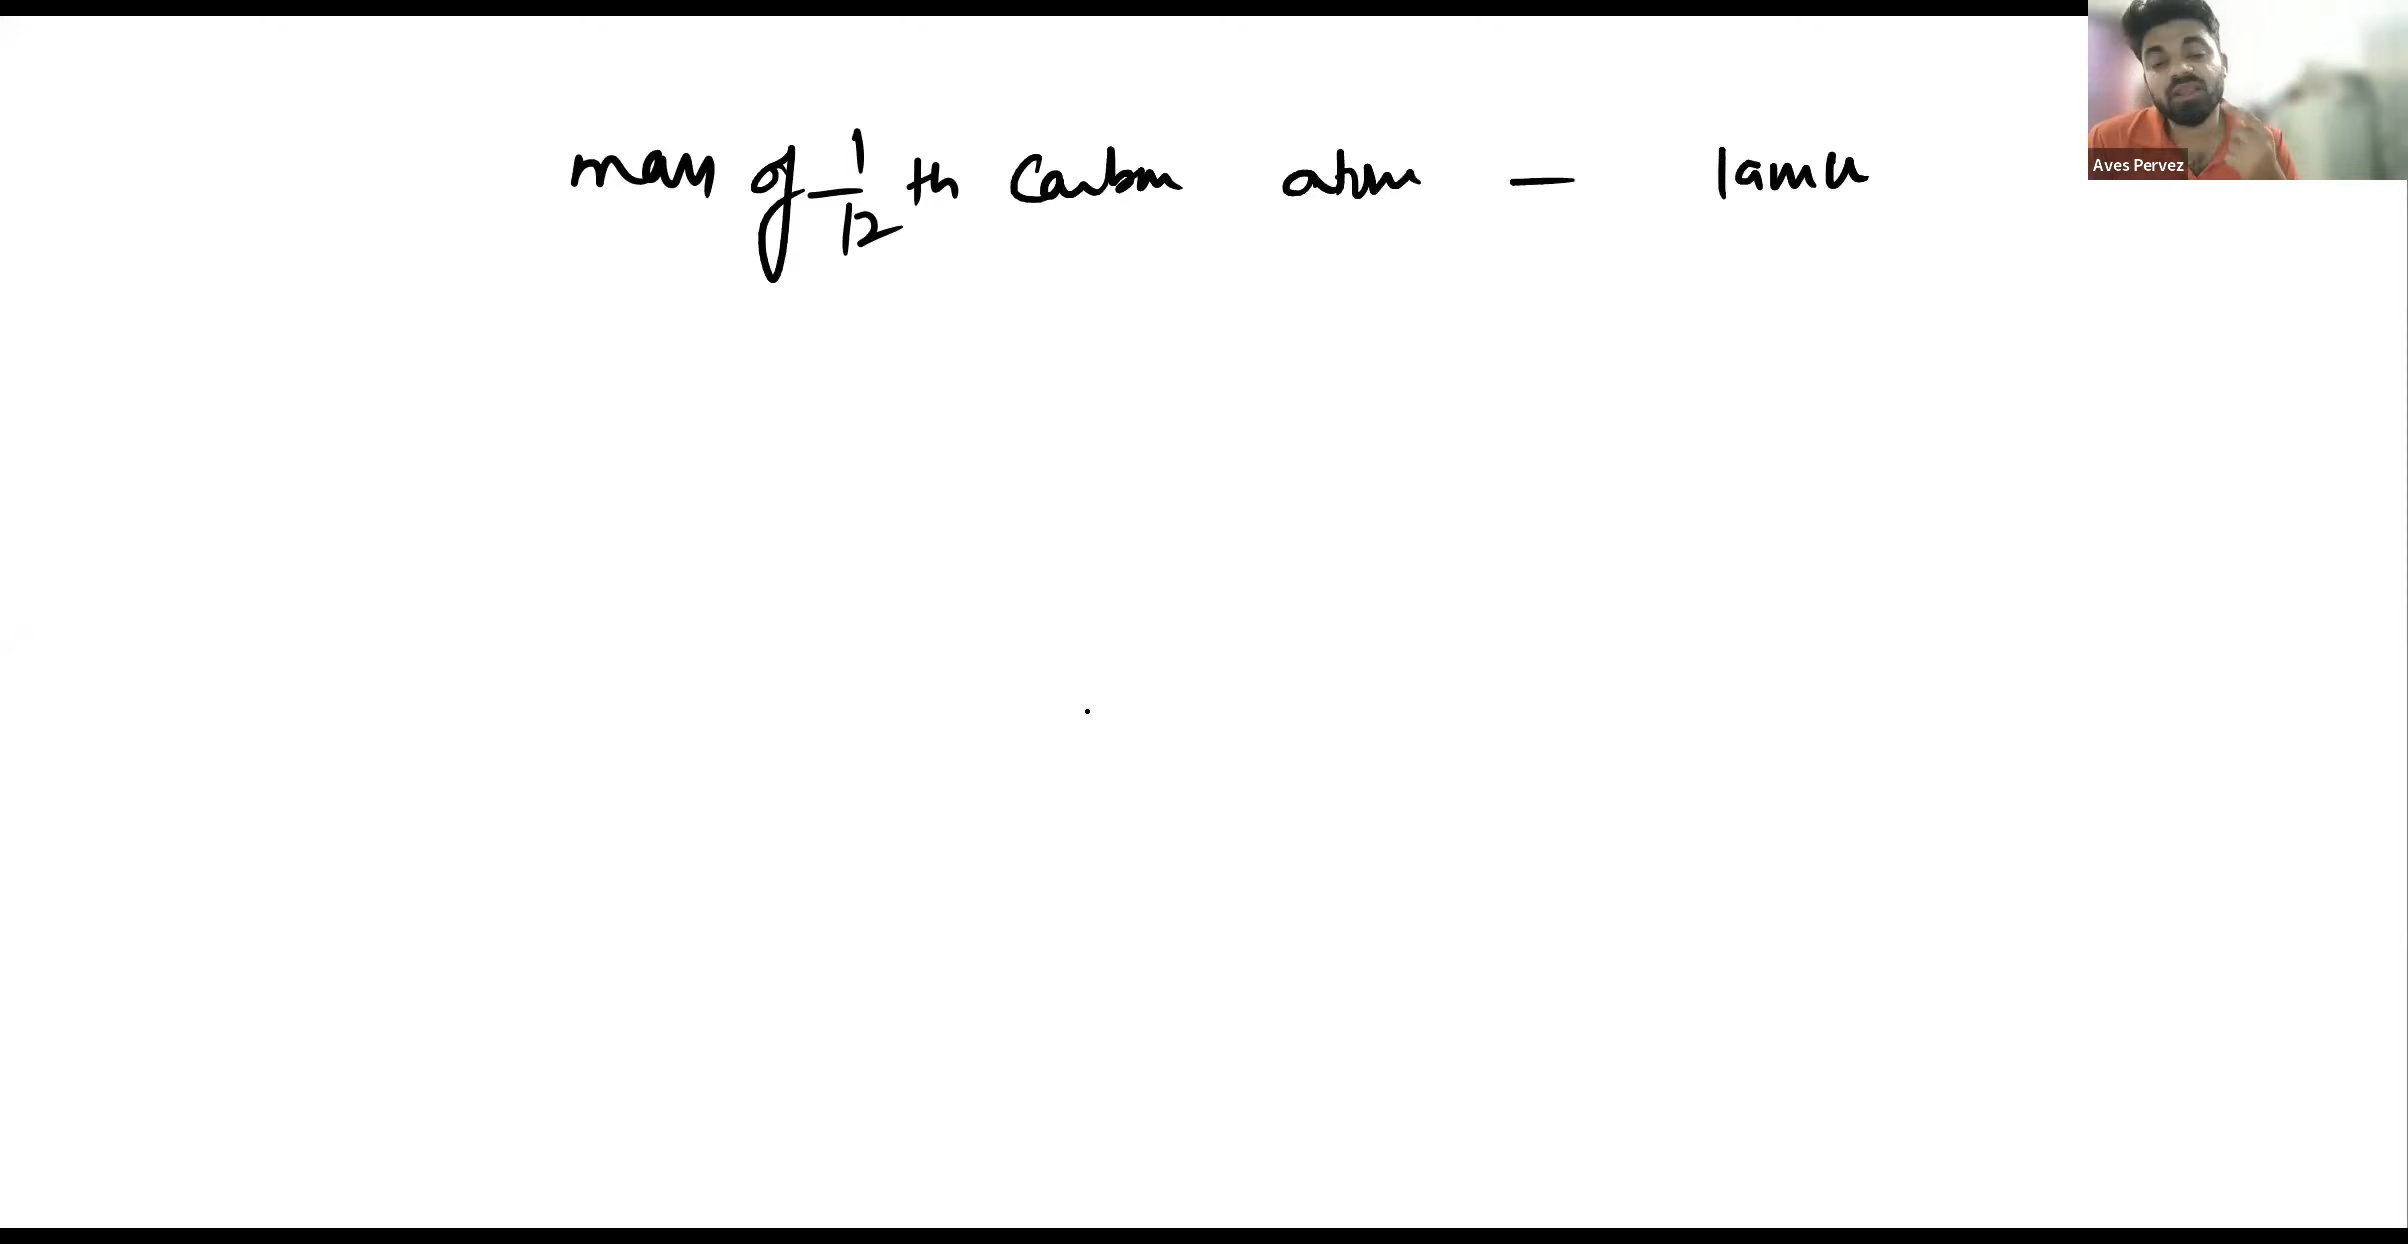 mass of 1/12 th Carbon atom — 1amu
Aves Pervez